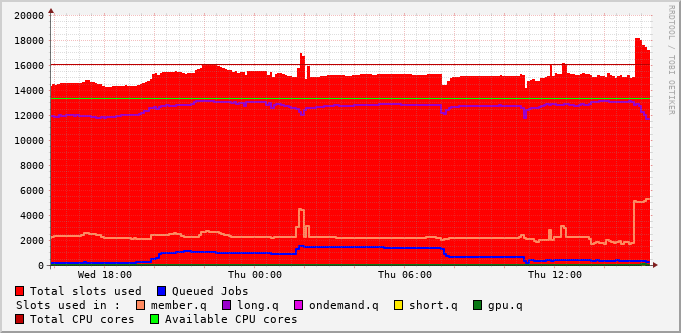 20000
18000
16000
14000
12000
10000
8000
6000
4000
2000
0
Wed 18:00 Thu 00:00 Thu 06:00 Thu 12:00
RRDTOOL / TOBI OETIKER
Total slots used Queued Jobs
Slots used in : member.q long.q ondemand.q short.q gpu.q
Total CPU cores Available CPU cores